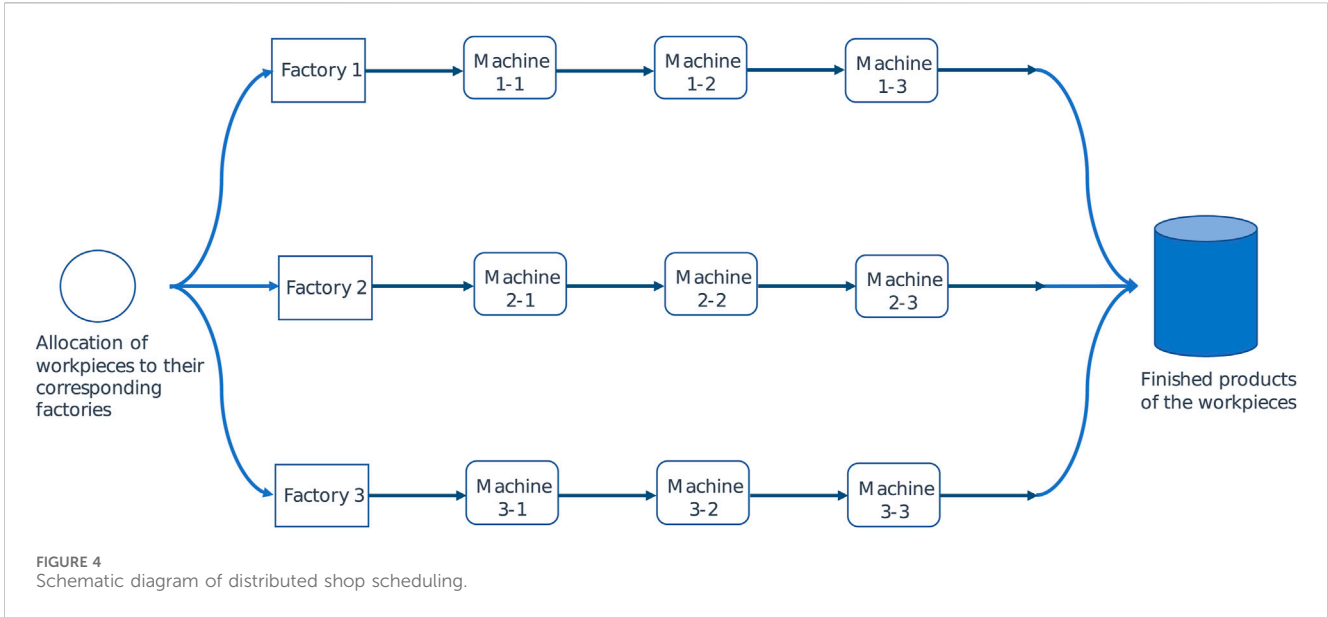 Factory 1
Machine
1-1
Machine
1-2
Machine
1-3
Allocation of
workpieces to their
corresponding
factories
Factory 2
Machine
2-1
Machine
2-2
Machine
2-3
Finished products
of the workpieces
Factory 3
Machine
3-1
Machine
3-2
Machine
3-3
FIGURE 4
Schematic diagram of distributed shop scheduling.